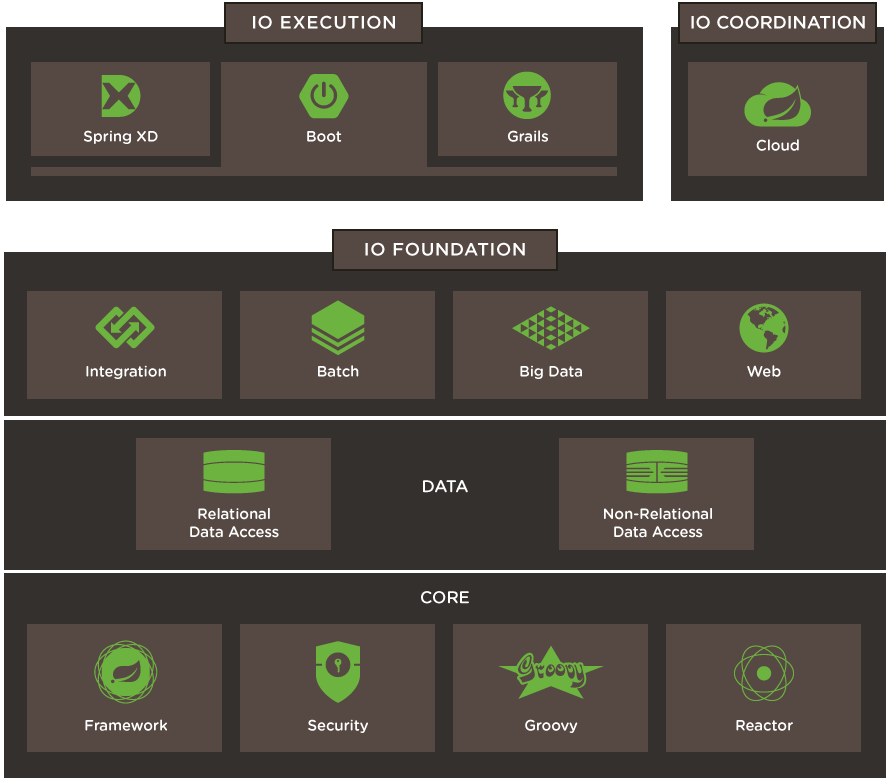 IO EXECUTION
IO COORDINATION
Spring XD
Boot
Grails
Cloud
IO FOUNDATION
Integration
Batch
Big Data
Web
Relational
Data Access
DATA
Non-Relational
Data Access
CORE
Groovy
Framework
Security
Groovy
Reactor